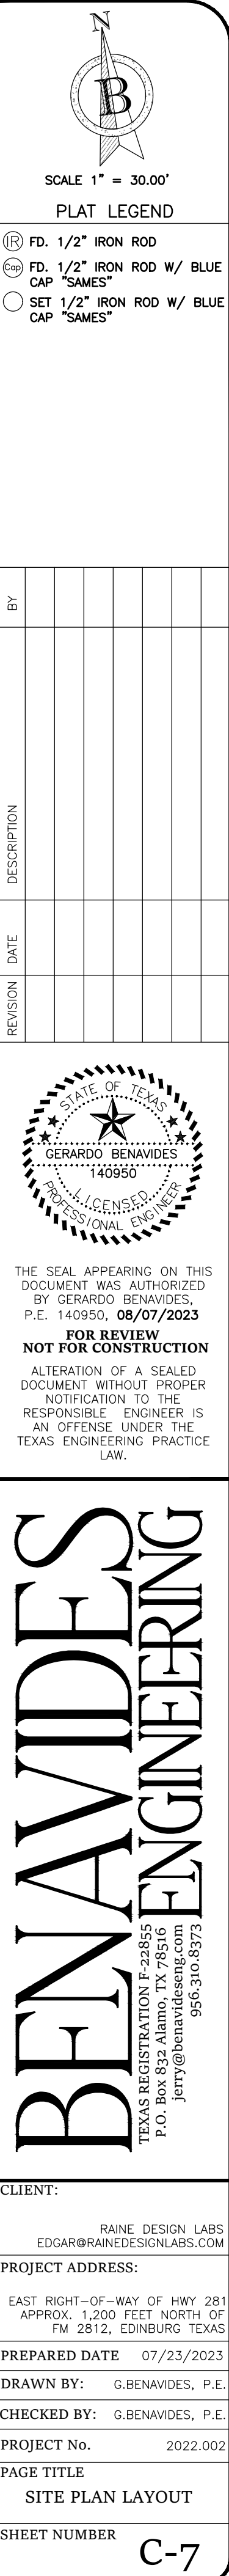 N
B
SCALE 1" = 30.00'
PLAT LEGEND
IR FD. 1/2" IRON ROD
Cap FD. 1/2" IRON ROD W/ BLUE
CAP "SAMES"
SET 1/2" IRON ROD W/ BLUE
CAP "SAMES"
BY
DESCRIPTION
DATE
REVISION
STATE OF TEXAS
GERARDO BENAVIDES
140950
LICENSED
PROFESSIONAL ENGINEER
THE SEAL APPEARING ON THIS
DOCUMENT WAS AUTHORIZED
BY GERARDO BENAVIDES,
P.E. 140950, 08/07/2023
FOR REVIEW
NOT FOR CONSTRUCTION
ALTERATION OF A SEALED
DOCUMENT WITHOUT PROPER
NOTIFICATION TO THE
RESPONSIBLE ENGINEER IS
AN OFFENSE UNDER THE
TEXAS ENGINEERING PRACTICE
LAW.
BENAVIDES
ENGINEERING
TEXAS REGISTRATION F-22855
P.O. Box 832 Alamo, TX 78516
jerry@benavideseng.com
956.310.8373
CLIENT:
RAINE DESIGN LABS
EDGAR@RAINEDESIGNLABS.COM
PROJECT ADDRESS:
EAST RIGHT-OF-WAY OF HWY 281
APPROX. 1,200 FEET NORTH OF
FM 2812, EDINBURG TEXAS
PREPARED DATE 07/23/2023
DRAWN BY: G.BENAVIDES, P.E.
CHECKED BY: G.BENAVIDES, P.E.
PROJECT No. 2022.002
PAGE TITLE
SITE PLAN LAYOUT
SHEET NUMBER
C-7